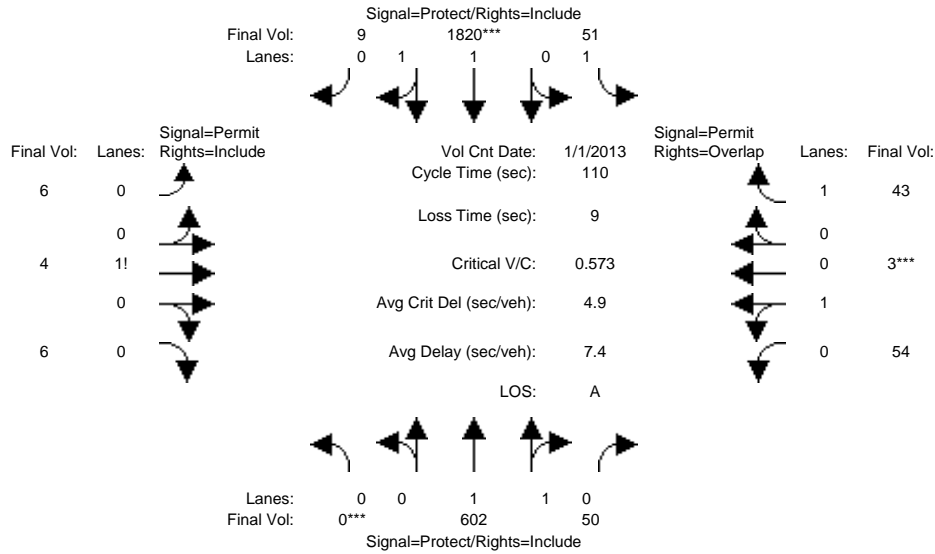 Signal=Protect/Rights=Include
Final Vol: 9 1820*** 51
Lanes: 0 1 1 0 1
Signal=Permit Signal=Permit
Final Vol: Lanes: Rights=Include Vol Cnt Date: 1/1/2013 Rights=Overlap Lanes: Final Vol:
Cycle Time (sec): 110
6 0 1 43
Loss Time (sec): 9
0 0
4 1! Critical V/C: 0.573 0 3***
0 Avg Crit Del (sec/veh): 4.9 1
6 0 Avg Delay (sec/veh): 7.4 0 54
LOS: A
Lanes: 0 0 1 1 0
Final Vol: 0*** 602 50
Signal=Protect/Rights=Include